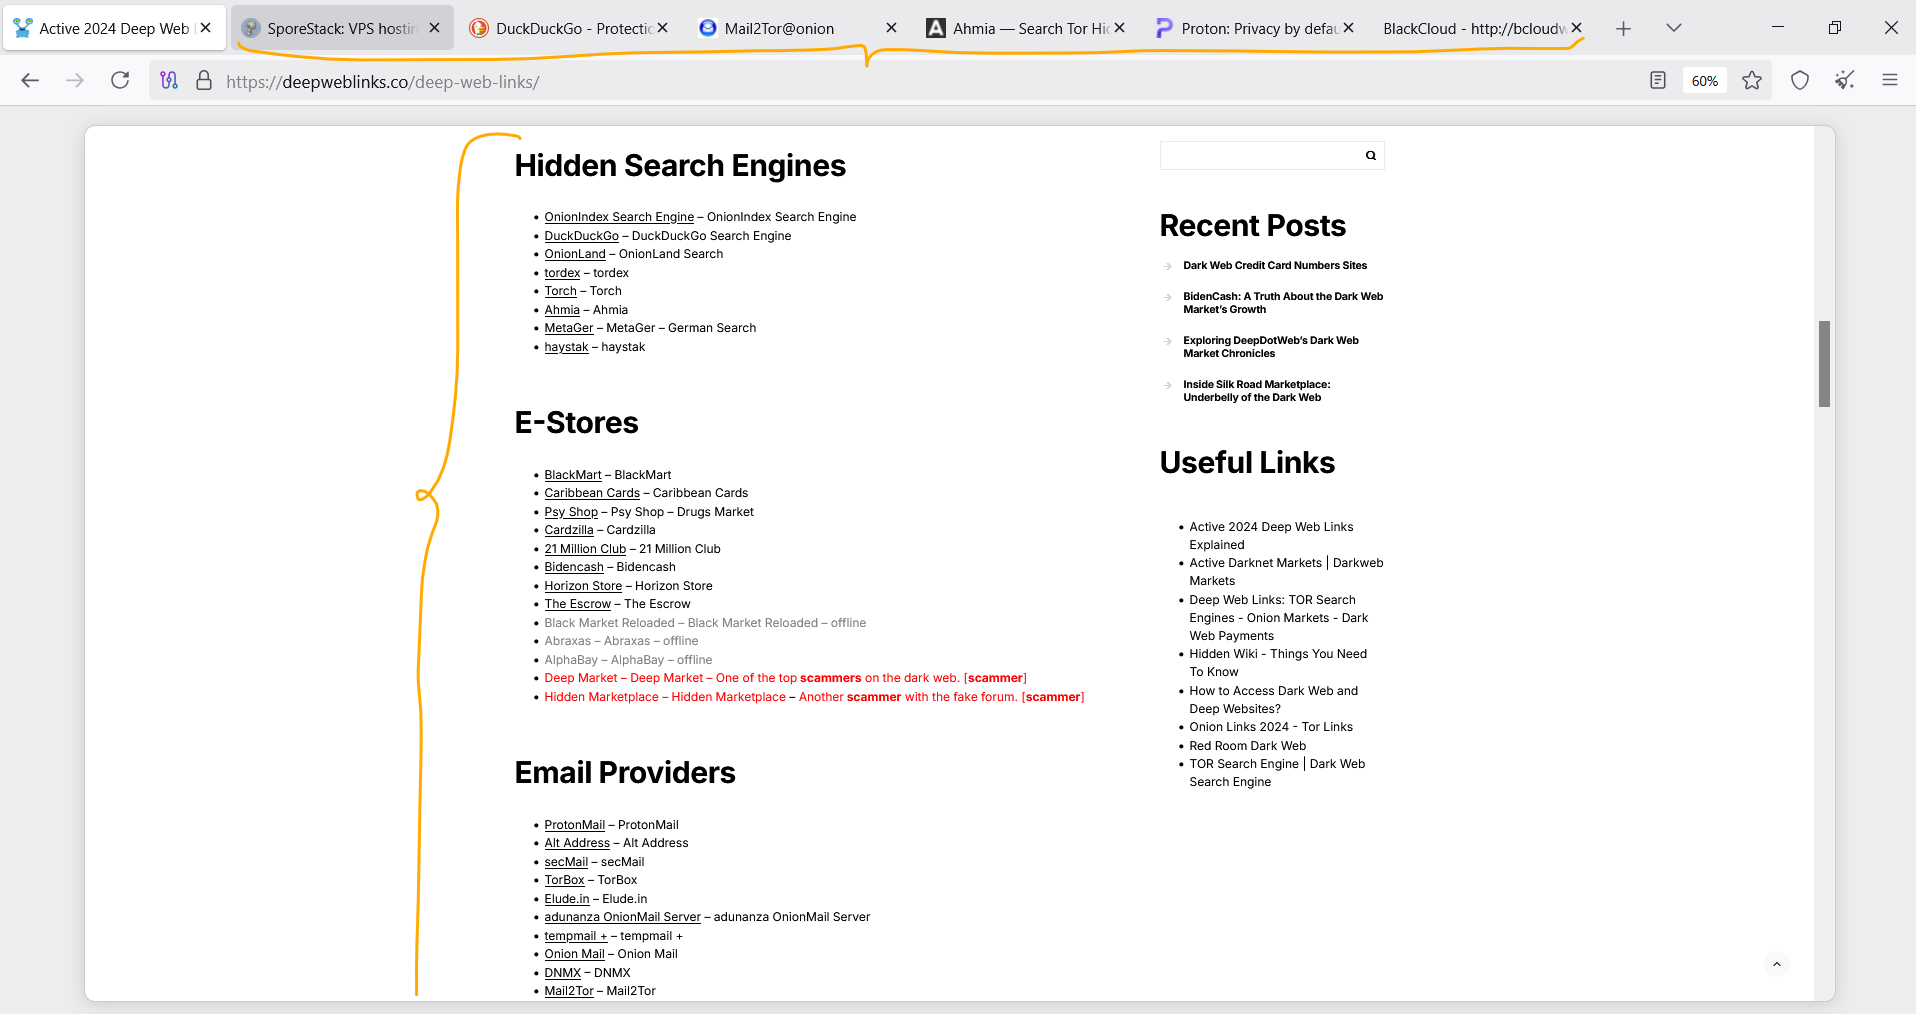 Active 2024 Deep Web
SporeStack: VPS hostin
DuckDuckGo - Protectic
Mail2Tor@onion
Ahmia — Search Tor Hi
Proton: Privacy by defau
BlackCloud - http://bcloudw
https://deepweblinks.co/deep-web-links/
60%
Hidden Search Engines
• OnionIndex Search Engine – OnionIndex Search Engine
• DuckDuckGo – DuckDuckGo Search Engine
• OnionLand – OnionLand Search
• tordex – tordex
• Torch – Torch
• Ahmia – Ahmia
• MetaGer – MetaGer – German Search
• haystak – haystak
E-Stores
• BlackMart – BlackMart
• Caribbean Cards – Caribbean Cards
• Psy Shop – Psy Shop – Drugs Market
• Cardzilla – Cardzilla
• 21 Million Club – 21 Million Club
• Bidencash – Bidencash
• Horizon Store – Horizon Store
• The Escrow – The Escrow
• Black Market Reloaded – Black Market Reloaded – offline
• Abraxas – Abraxas – offline
• AlphaBay – AlphaBay – offline
• Deep Market – Deep Market – One of the top scammers on the dark web. [scammer]
• Hidden Marketplace – Hidden Marketplace – Another scammer with the fake forum. [scammer]
Email Providers
• ProtonMail – ProtonMail
• Alt Address – Alt Address
• secMail – secMail
• TorBox – TorBox
• Elude.in – Elude.in
• adunanza OnionMail Server – adunanza OnionMail Server
• tempmail + – tempmail +
• Onion Mail – Onion Mail
• DNMX – DNMX
• Mail2Tor – Mail2Tor
Recent Posts
Dark Web Credit Card Numbers Sites
BidenCash: A Truth About the Dark Web
Market's Growth
Exploring DeepDotWeb's Dark Web
Market Chronicles
Inside Silk Road Marketplace:
Underbelly of the Dark Web
Useful Links
• Active 2024 Deep Web Links
Explained
• Active Darknet Markets | Darkweb
Markets
• Deep Web Links: TOR Search
Engines - Onion Markets - Dark
Web Payments
• Hidden Wiki - Things You Need
To Know
• How to Access Dark Web and
Deep Websites?
• Onion Links 2024 - Tor Links
• Red Room Dark Web
• TOR Search Engine | Dark Web
Search Engine